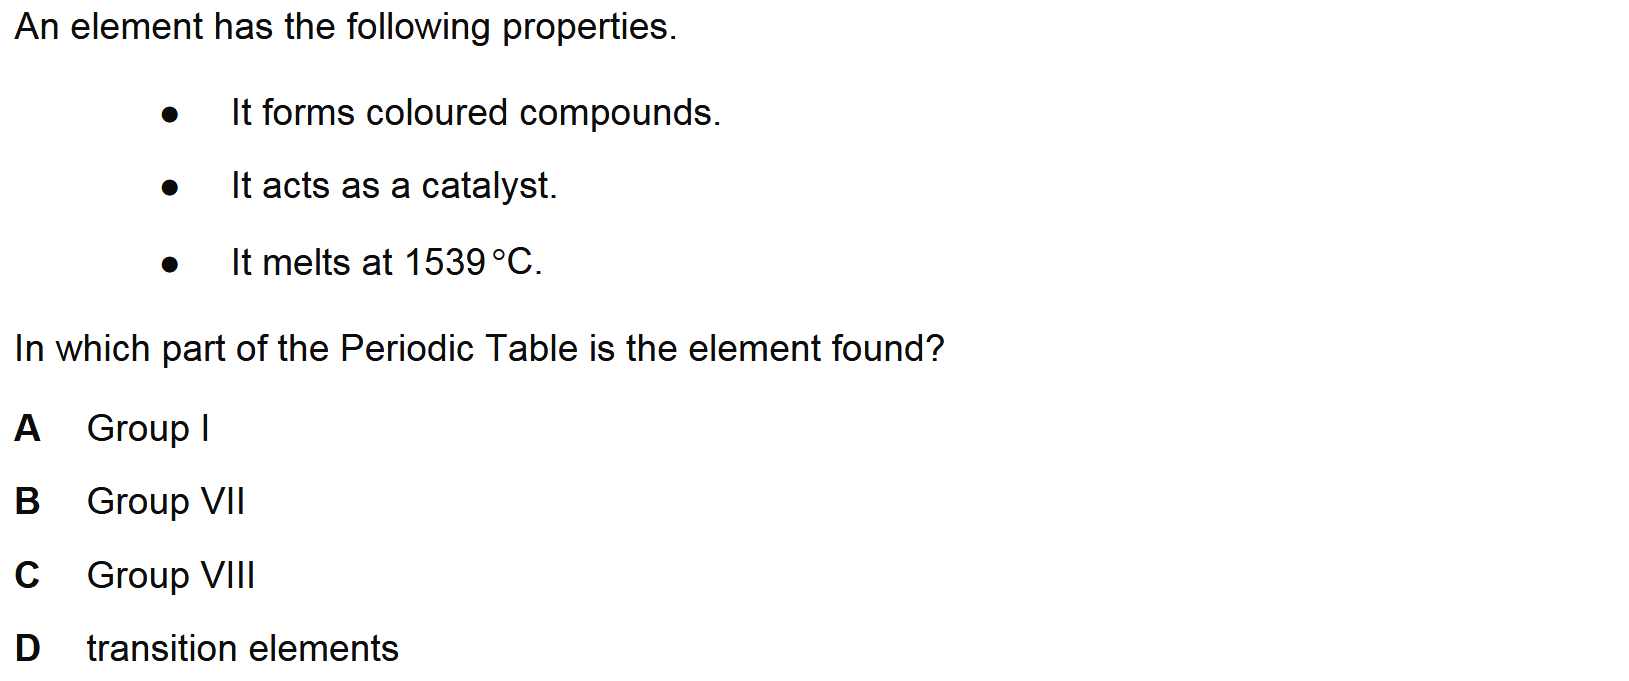 An element has the following properties.
● It forms coloured compounds.
● It acts as a catalyst.
● It melts at 1539 °C.
In which part of the Periodic Table is the element found?
A Group I
B Group VII
C Group VIII
D transition elements